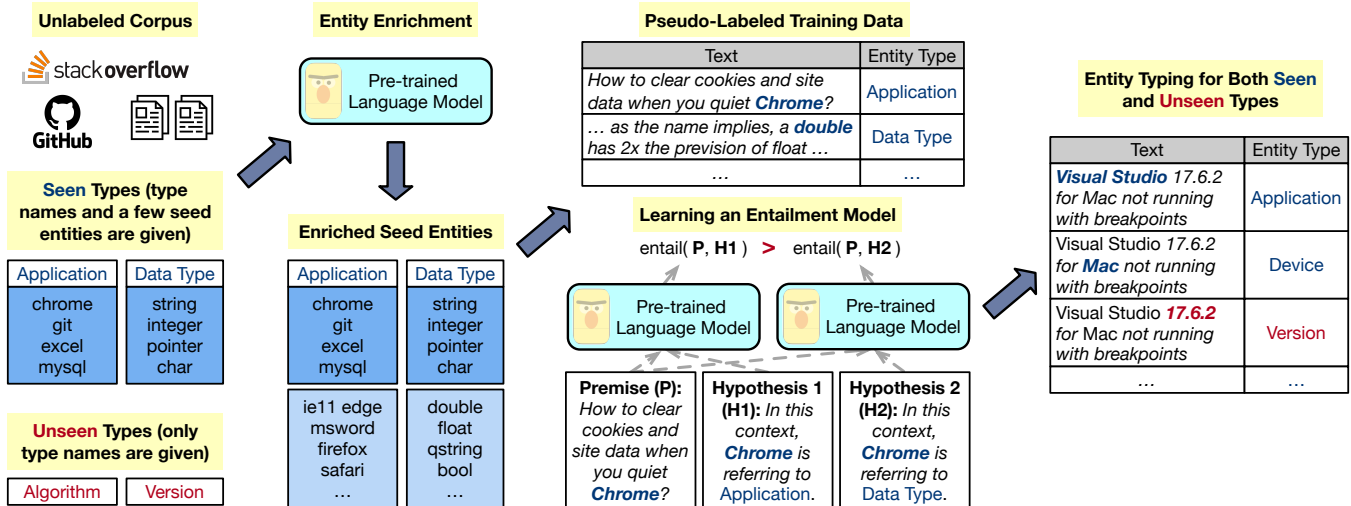 Unlabeled Corpus
stackoverflow
GitHub
Seen Types (type
names and a few seed
entities are given)
Application
chrome
git
excel
mysql
Data Type
string
integer
pointer
char
Unseen Types (only
type names are given)
Algorithm
Version
Entity Enrichment
Pre-trained
Language Model
Enriched Seed Entities
Application
chrome
git
excel
mysql
ie11 edge
msword
firefox
safari
...
Data Type
string
integer
pointer
char
double
float
qstring
bool
...
Pseudo-Labeled Training Data
Text Entity Type
How to clear cookies and site
data when you quiet Chrome?
Application
... as the name implies, a double
has 2x the prevision of float ...
Data Type
... ...
Learning an Entailment Model
entail( P, H1 ) > entail( P, H2 )
Pre-trained
Language Model
Pre-trained
Language Model
Premise (P):
How to clear
cookies and
site data when
you quiet
Chrome?
Hypothesis 1
(H1): In this
context,
Chrome is
referring to
Application.
Hypothesis 2
(H2): In this
context,
Chrome is
referring to
Data Type.
Entity Typing for Both Seen
and Unseen Types
Text Entity Type
Visual Studio 17.6.2
for Mac not running
with breakpoints
Application
Visual Studio 17.6.2
for Mac not running
with breakpoints
Device
Visual Studio 17.6.2
for Mac not running
with breakpoints
Version
... ...